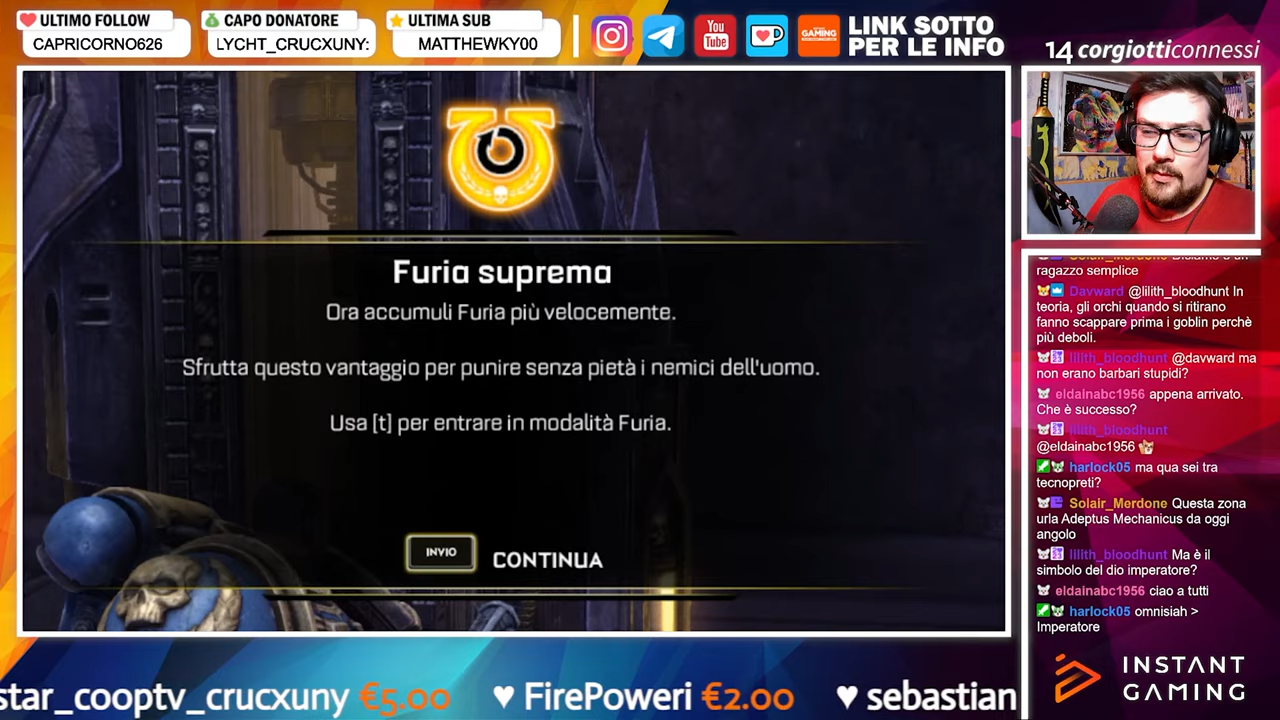 ULTIMO FOLLOW
CAPRICORNO626
CAPO DONATORE
LYCHT_CRUCXUNY:
ULTIMA SUB
MATTHEWKY00
You
Tube
GAMING
LINK SOTTO
PER LE INFO
14 corgiotticonnessi
Furia suprema
Ora accumuli Furia più velocemente.
Sfrutta questo vantaggio per punire senza pietà i nemici dell'uomo.
Usa [t] per entrare in modalità Furia.
INVIO
CONTINUA
ragazzo semplice
Davward @lilith_bloodhunt In
teoria, gli orchi quando si ritirano
fanno scappare prima i goblin perchè
più deboli.
lilith_bloodhunt @davward ma
non erano barbari stupidi?
eldainabc1956 appena arrivato.
Che è successo?
lilith_bloodhunt
@eldainabc1956
harlock05 ma qua sei tra
tecnopreti?
Solair_Merdone Questa zona
urla Adeptus Mechanicus da ogni
angolo
lilith_bloodhunt Ma è il
simbolo del dio imperatore?
eldainabc1956 ciao a tutti
harlock05 omnisiah >
Imperatore
INSTANT
GAMING
star_cooptv_crucxuny €5.00 ♥ FirePoweri €2.00 ♥ sebastian